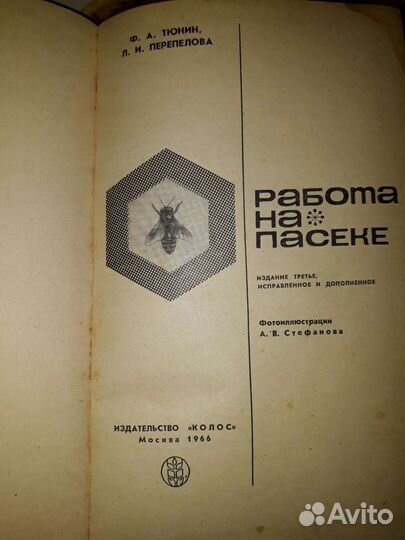 Ф. А. ТЮНИН,
Л. И. ПЕРЕПЕЛОВА
РАБОТА
НА
ПАСЕКЕ
ИЗДАНИЕ ТРЕТЬЕ,
ИСПРАВЛЕННОЕ И ДОПОЛНЕННОЕ
Фотоиллюстрации
А. В. Стефанова
ИЗДАТЕЛЬСТВО «КОЛОС»
Москва 1966
Avito